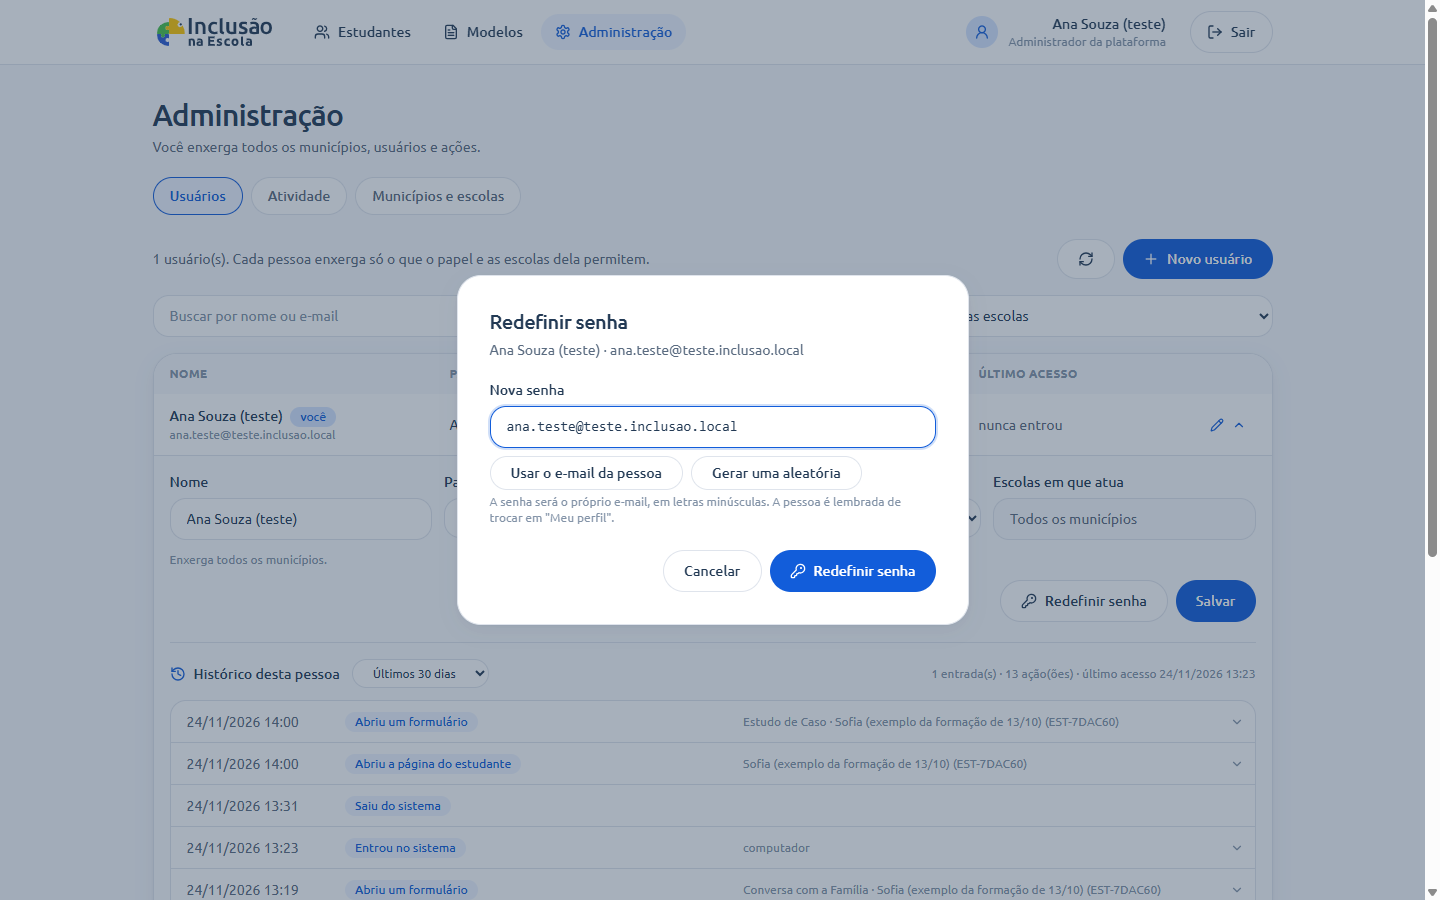 Inclusão
na Escola
Estudantes
Modelos
Administração
Ana Souza (teste)
Administrador da plataforma
Sair
Administração
Você enxerga todos os municípios, usuários e ações.
Usuários
Atividade
Municípios e escolas
1 usuário(s). Cada pessoa enxerga só o que o papel e as escolas dela permitem.
Novo usuário
Buscar por nome ou e-mail
as escolas
NOME
ÚLTIMO ACESSO
Ana Souza (teste)
você
ana.teste@teste.inclusao.local
nunca entrou
Nome
Escolas em que atua
Ana Souza (teste)
Todos os municípios
Enxerga todos os municípios.
Redefinir senha
Salvar
Redefinir senha
Ana Souza (teste) · ana.teste@teste.inclusao.local
Nova senha
ana.teste@teste.inclusao.local
Usar o e-mail da pessoa
Gerar uma aleatória
A senha será o próprio e-mail, em letras minúsculas. A pessoa é lembrada de
trocar em "Meu perfil".
Cancelar
Redefinir senha
Histórico desta pessoa
Últimos 30 dias
1 entrada(s) · 13 ação(ões) · último acesso 24/11/2026 13:23
24/11/2026 14:00 Abriu um formulário Estudo de Caso · Sofia (exemplo da formação de 13/10) (EST-7DAC60)
24/11/2026 14:00 Abriu a página do estudante Sofia (exemplo da formação de 13/10) (EST-7DAC60)
24/11/2026 13:31 Saiu do sistema
24/11/2026 13:23 Entrou no sistema computador
24/11/2026 13:19 Abriu um formulário Conversa com a Família · Sofia (exemplo da formação de 13/10) (EST-7DAC60)